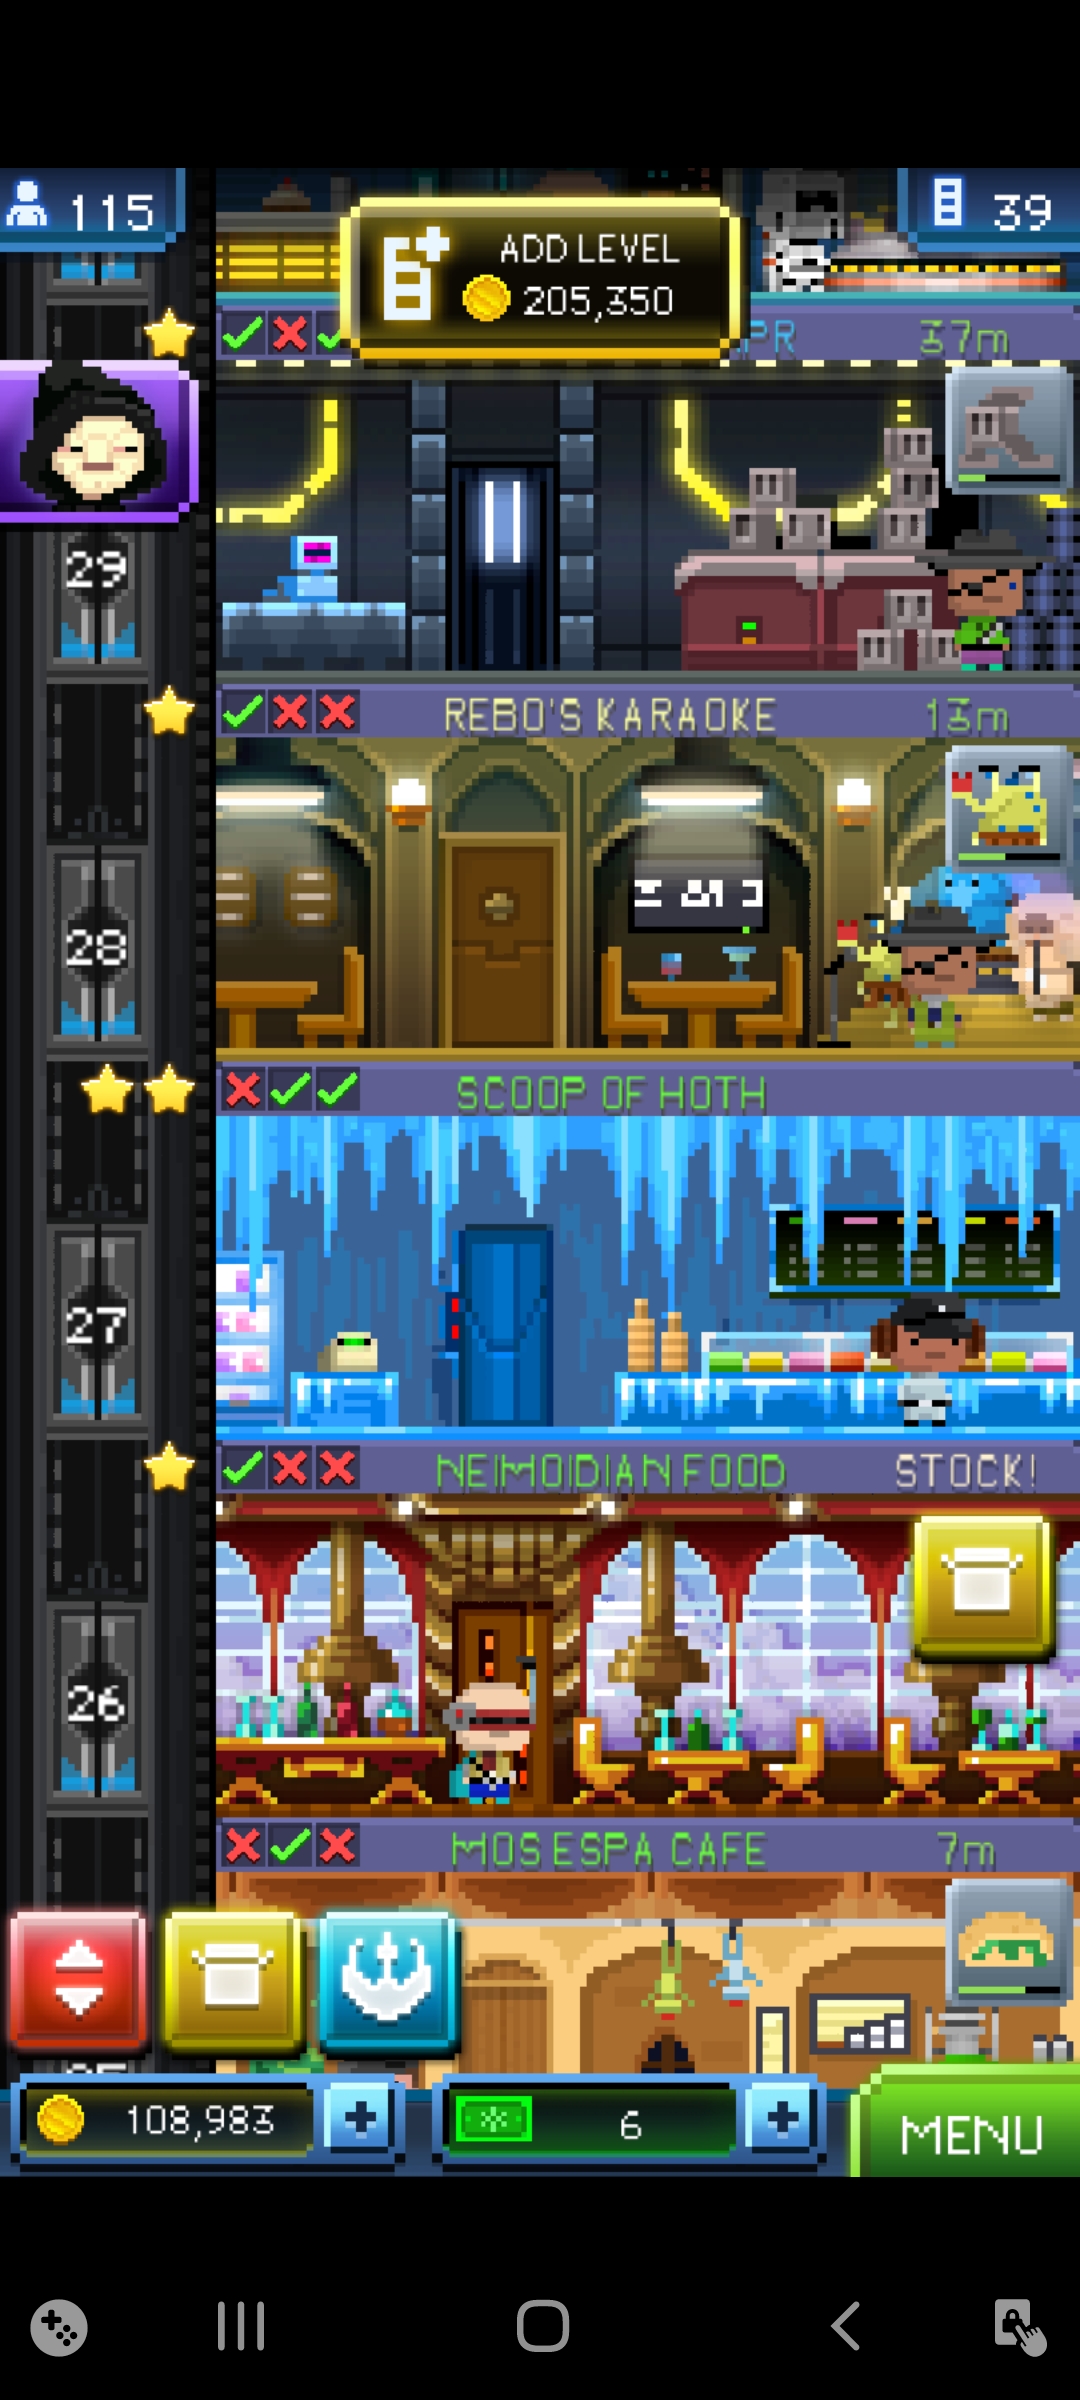 115
ADD LEVEL
205,350
39
PR
37m
29
REBO'S KARAOKE
13m
28
SCOOP OF HOTH
27
NEIMOIDIAN FOOD
STOCK!
26
MOS ESPA CAFE
7m
108,983
6
MENU